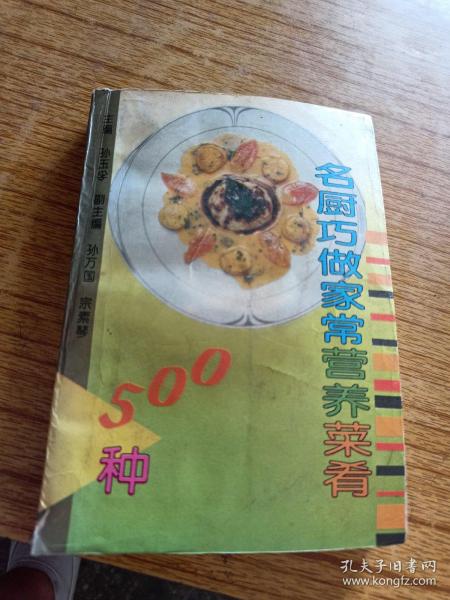 名厨巧做家常营养菜肴
500
种
主编 孙玉孚 副主编 孙万国 宗素琴
孔夫子旧书网
www.kongfz.com